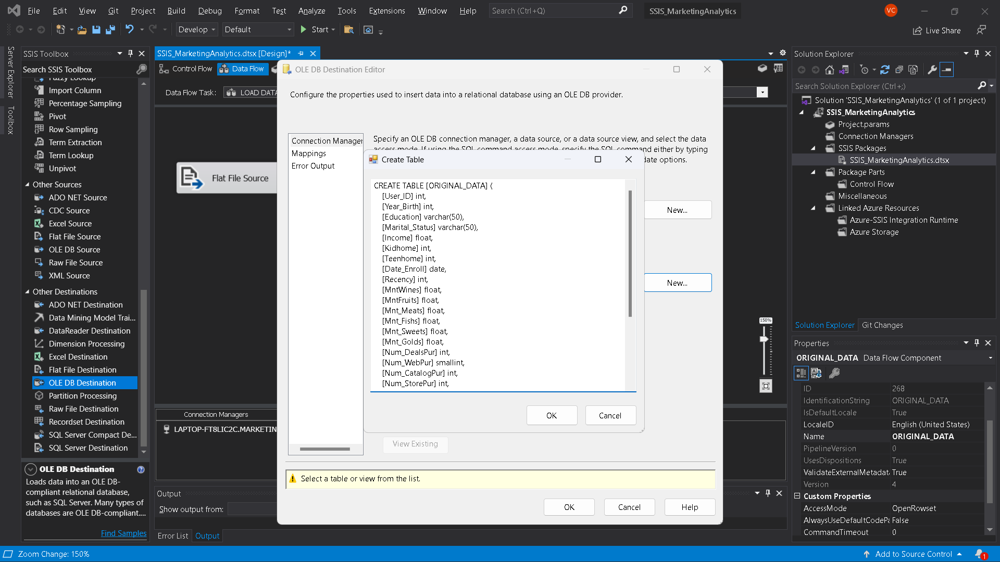 File Edit View Git Project Build Debug Format Test Analyze Tools Extensions Window Help Search (Ctrl+Q) SSIS_MarketingAnalytics VC
Develop Default Start Live Share
Server Explorer
Toolbox
SSIS Toolbox
Search SSIS Toolbox
Fuzzy Lookup
Import Column
Percentage Sampling
Pivot
Row Sampling
Term Extraction
Term Lookup
Unpivot
Other Sources
ADO NET Source
CDC Source
Excel Source
Flat File Source
OLE DB Source
Raw File Source
XML Source
Other Destinations
ADO NET Destination
Data Mining Model Trai...
DataReader Destination
Dimension Processing
Excel Destination
Flat File Destination
OLE DB Destination
Partition Processing
Raw File Destination
Recordset Destination
SQL Server Compact De...
SQL Server Destination
OLE DB Destination
Loads data into an OLE DB-
compliant relational database,
such as SQL Server. Many types of
databases are OLE DB-compliant....
Find Samples
SSIS_MarketingAnalytics.dtsx [Design]*
Control Flow Data Flow
Data Flow Task: LOAD DATA
Flat File Source
150%
Connection Managers
LAPTOP-FT8LIC2C.MARKETIN
Output
Show output from:
Error List Output
OLE DB Destination Editor
Configure the properties used to insert data into a relational database using an OLE DB provider.
Connection Manager
Mappings
Error Output
Specify an OLE DB connection manager, a data source, or a data source view, and select the data
access mode. If using the SQL command access mode, specify the SQL command either by typing
date options.
New...
New...
View Existing
Select a table or view from the list.
OK Cancel Help
Create Table
CREATE TABLE [ORIGINAL_DATA] (
[User_ID] int,
[Year_Birth] int,
[Education] varchar(50),
[Marital_Status] varchar(50),
[Income] float,
[Kidhome] int,
[Teenhome] int,
[Date_Enroll] date,
[Recency] int,
[MntWines] float,
[MntFruits] float,
[Mnt_Meats] float,
[Mnt_Fishs] float,
[Mnt_Sweets] float,
[Mnt_Golds] float,
[Num_DealsPur] int,
[Num_WebPur] smallint,
[Num_CatalogPur] int,
[Num_StorePur] int,
OK Cancel
Solution Explorer
Search Solution Explorer (Ctrl+;)
Solution 'SSIS_MarketingAnalytics' (1 of 1 project)
SSIS_MarketingAnalytics
Project.params
Connection Managers
SSIS Packages
SSIS_MarketingAnalytics.dtsx
Package Parts
Control Flow
Miscellaneous
Linked Azure Resources
Azure-SSIS Integration Runtime
Azure Storage
Solution Explorer Git Changes
Properties
ORIGINAL_DATA Data Flow Component
ID 268
IdentificationString ORIGINAL_DATA
IsDefaultLocale True
LocaleID English (United States)
Name ORIGINAL_DATA
PipelineVersion 0
UsesDispositions True
ValidateExternalMetadat True
Version 4
Custom Properties
AccessMode OpenRowset
AlwaysUseDefaultCodePa False
CommandTimeout 0
Zoom Change: 150% Add to Source Control 1